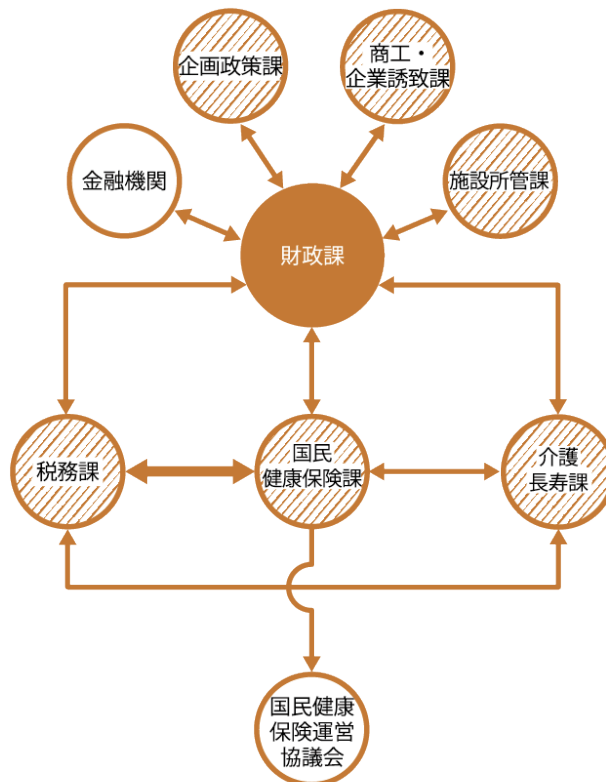 企画政策課
商工・
企業誘致課
金融機関
施設所管課
財政課
税務課
国民
健康保険課
介護
長寿課
国民健康
保険運営
協議会